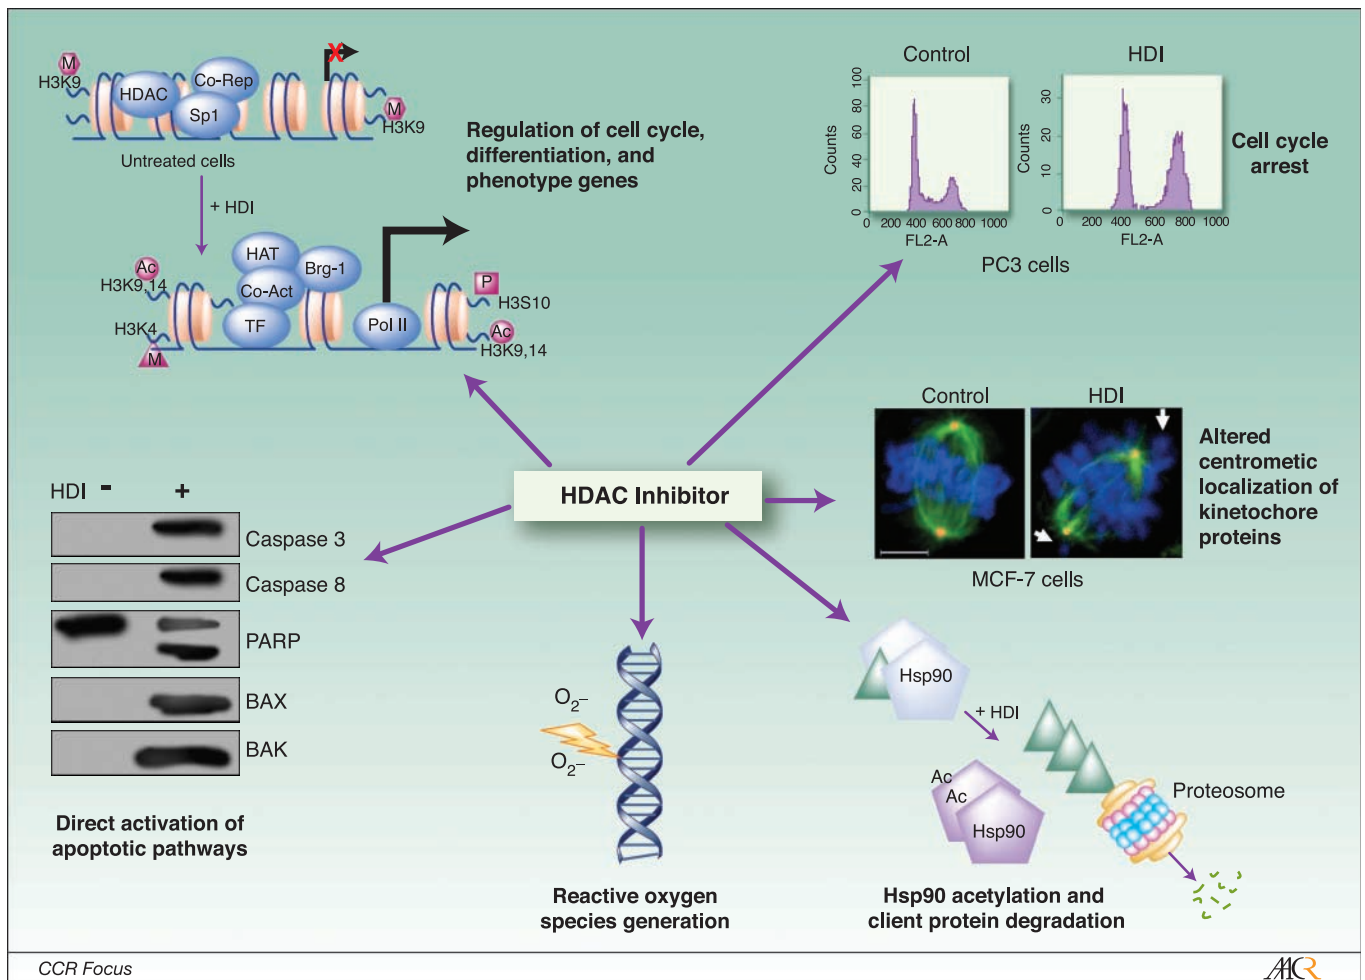 M
H3K9
HDAC
Co-Rep
Sp1
X
M
H3K9
Untreated cells
+ HDI
Regulation of cell cycle,
differentiation, and
phenotype genes
Ac
H3K9,14
HAT
Brg-1
Co-Act
TF
Pol II
P
H3S10
Ac
H3K9,14
H3K4
M
Control
HDI
Counts
100
80
60
40
20
0
0 200 400 600 800 1000
FL2-A
Counts
30
20
10
0
0 200 400 600 800 1000
FL2-A
PC3 cells
Cell cycle
arrest
Control
HDI
MCF-7 cells
Altered
centrometic
localization of
kinetochore
proteins
HDAC Inhibitor
HDI - +
Caspase 3
Caspase 8
PARP
BAX
BAK
Direct activation of
apoptotic pathways
O2–
O2–
Reactive oxygen
species generation
Hsp90
+ HDI
Ac
Ac
Hsp90
Proteosome
Hsp90 acetylation and
client protein degradation
CCR Focus
AACR